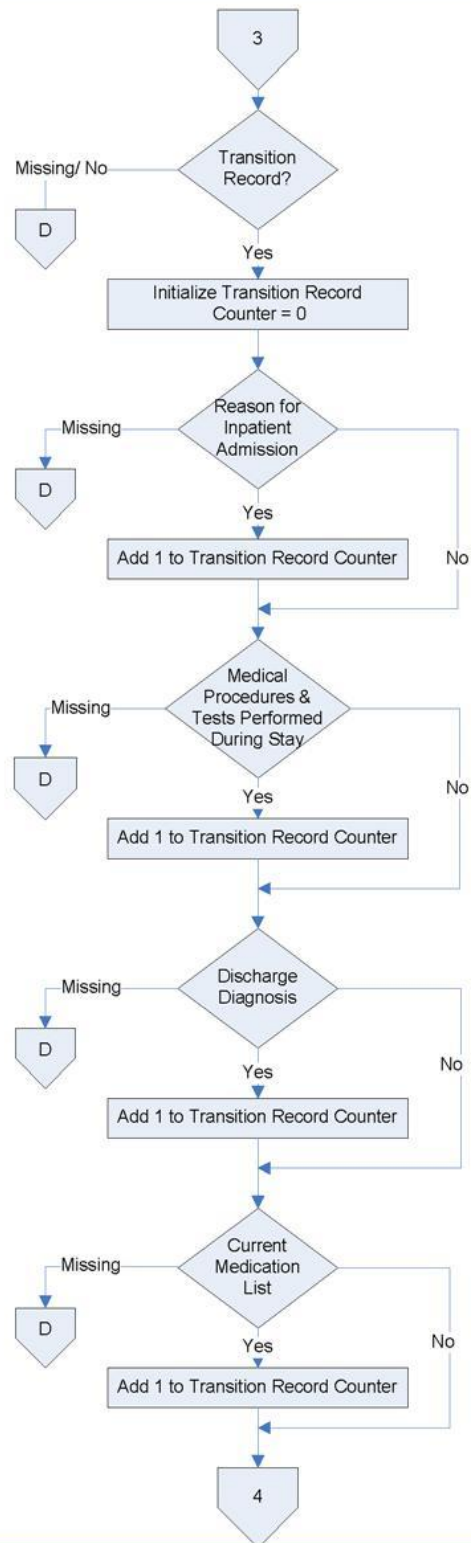 3
Transition
Record?
Missing/ No
D
Yes
Initialize Transition Record
Counter = 0
Reason for
Inpatient
Admission
Missing
D
Yes
Add 1 to Transition Record Counter
No
Medical
Procedures &
Tests Performed
During Stay
Missing
D
Yes
No
Add 1 to Transition Record Counter
Discharge
Diagnosis
Missing
D
Yes
No
Add 1 to Transition Record Counter
Current
Medication
List
Missing
D
Yes
No
Add 1 to Transition Record Counter
4